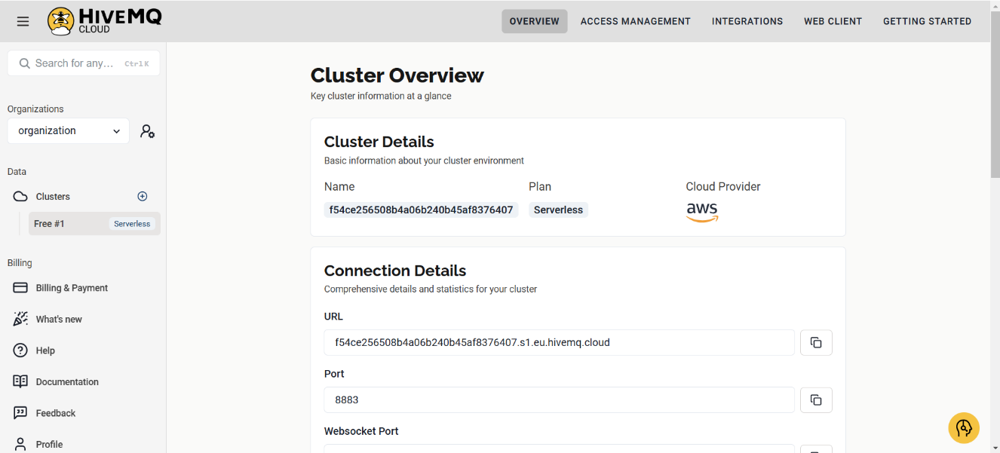 HIVEMQ
CLOUD
OVERVIEW
ACCESS MANAGEMENT
INTEGRATIONS
WEB CLIENT
GETTING STARTED
Search for any... Ctrl K
Organizations
organization
Data
Clusters
Free #1 Serverless
Billing
Billing & Payment
What's new
Help
Documentation
Feedback
Profile
Cluster Overview
Key cluster information at a glance
Cluster Details
Basic information about your cluster environment
Name Plan Cloud Provider
f54ce256508b4a06b240b45af8376407 Serverless aws
Connection Details
Comprehensive details and statistics for your cluster
URL
f54ce256508b4a06b240b45af8376407.s1.eu.hivemq.cloud
Port
8883
Websocket Port